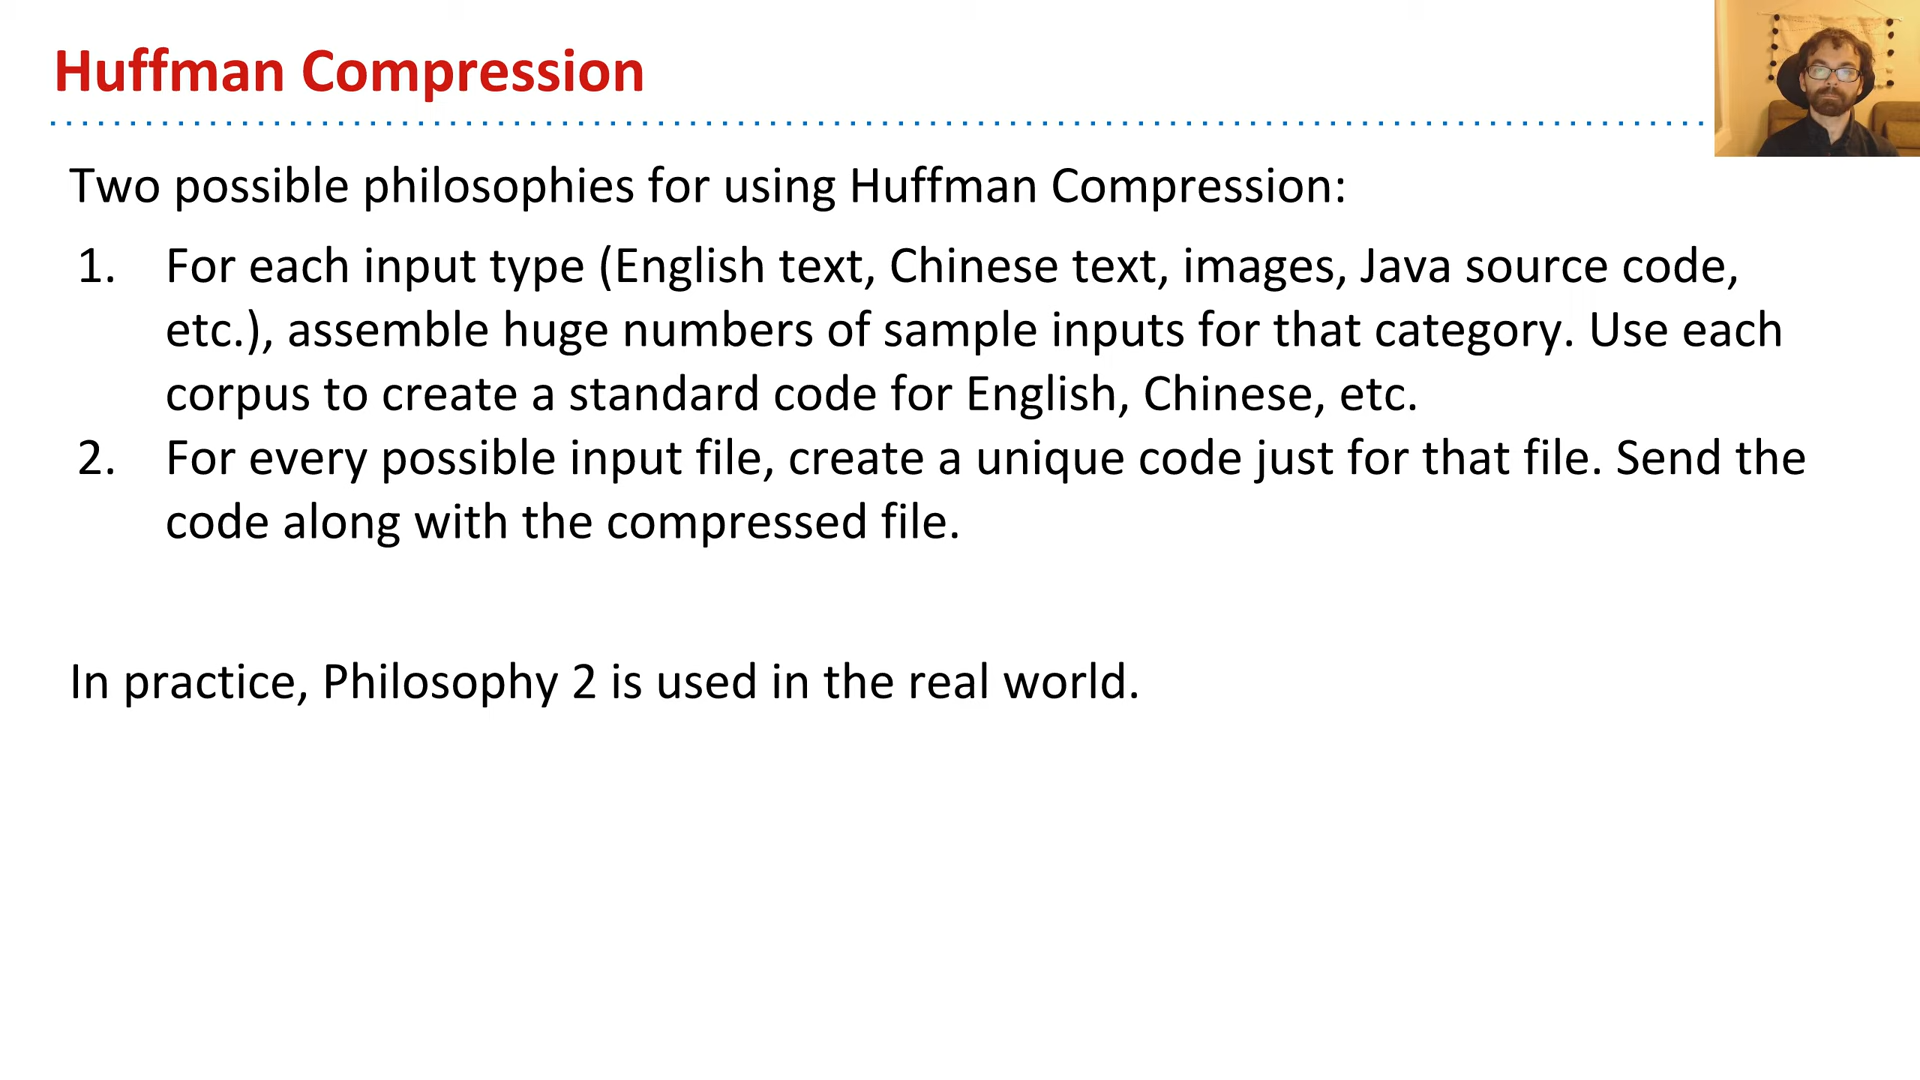 Huffman Compression
Two possible philosophies for using Huffman Compression:
1. For each input type (English text, Chinese text, images, Java source code,
etc.), assemble huge numbers of sample inputs for that category. Use each
corpus to create a standard code for English, Chinese, etc.
2. For every possible input file, create a unique code just for that file. Send the
code along with the compressed file.
In practice, Philosophy 2 is used in the real world.